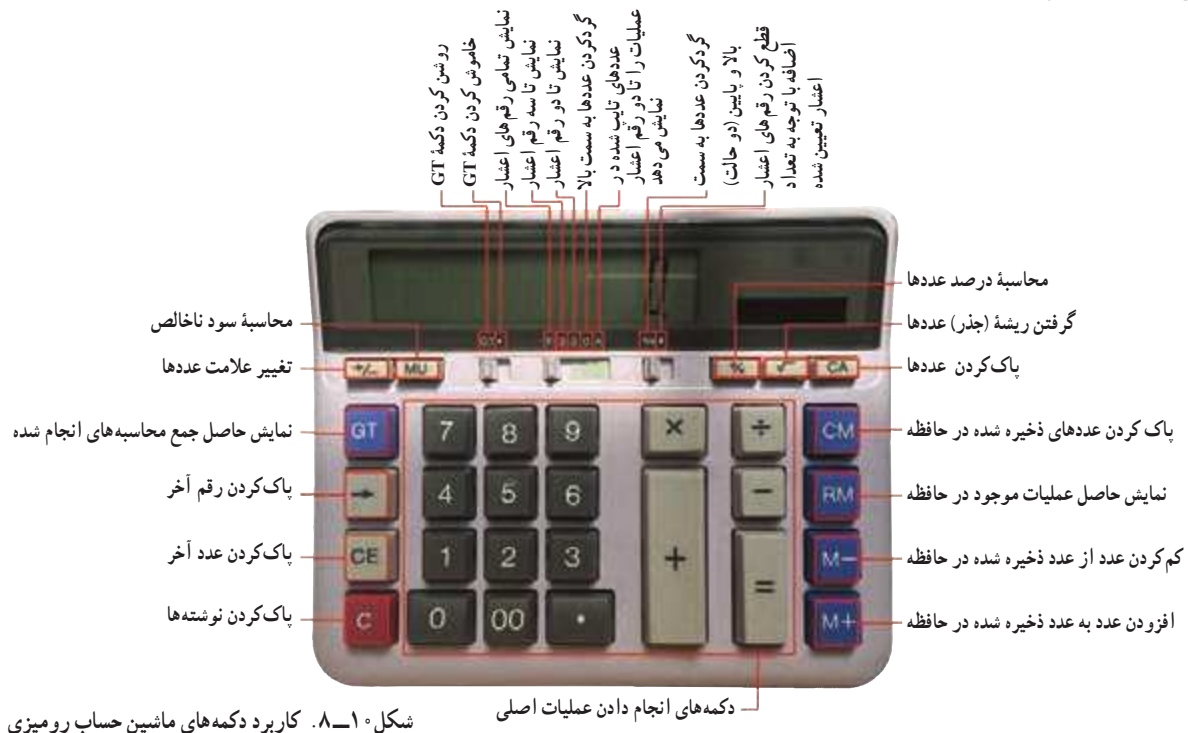 روشن کردن دکمهٔ GT
خاموش کردن دکمهٔ GT
نمایش تمامی رقم‌های اعشار
نمایش تا سه رقم اعشار
نمایش تا دو رقم اعشار
گردکردن عددها به سمت بالا
عددهای تایپ شده در
عملیات را تا دو رقم اعشار
نمایش می‌دهد
گردکردن عددها به سمت
بالا و پایین (دو حالت)
قطع کردن رقم‌های اعشار
اضافه با توجه به تعداد
اعشار تعیین شده
محاسبهٔ درصد عددها
گرفتن ریشهٔ (جذر) عددها
پاک‌کردن عددها
محاسبهٔ سود ناخالص
تغییر علامت عددها
نمایش حاصل جمع محاسبه‌های انجام شده
پاک‌کردن رقم آخر
پاک‌کردن عدد آخر
پاک‌کردن نوشته‌ها
پاک کردن عددهای ذخیره شده در حافظه
نمایش حاصل عملیات موجود در حافظه
کم‌کردن عدد از عدد ذخیره شده در حافظه
افزودن عدد به عدد ذخیره شده در حافظه
+/- MU % √ CA
GT 7 8 9 × ÷ CM
→ 4 5 6 − RM
CE 1 2 3 + = M−
C 0 00 • M+
دکمه‌های انجام دادن عملیات اصلی
شکل ۱۰ــ۸. کاربرد دکمه‌های ماشین حساب رومیزی